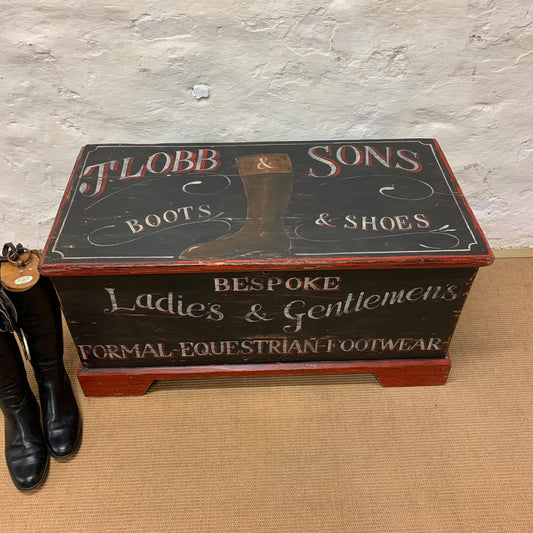 J. LOBB & SONS
BOOTS & SHOES
BESPOKE
Ladie's & Gentlemen's
FORMAL-EQUESTRIAN-FOOTWEAR